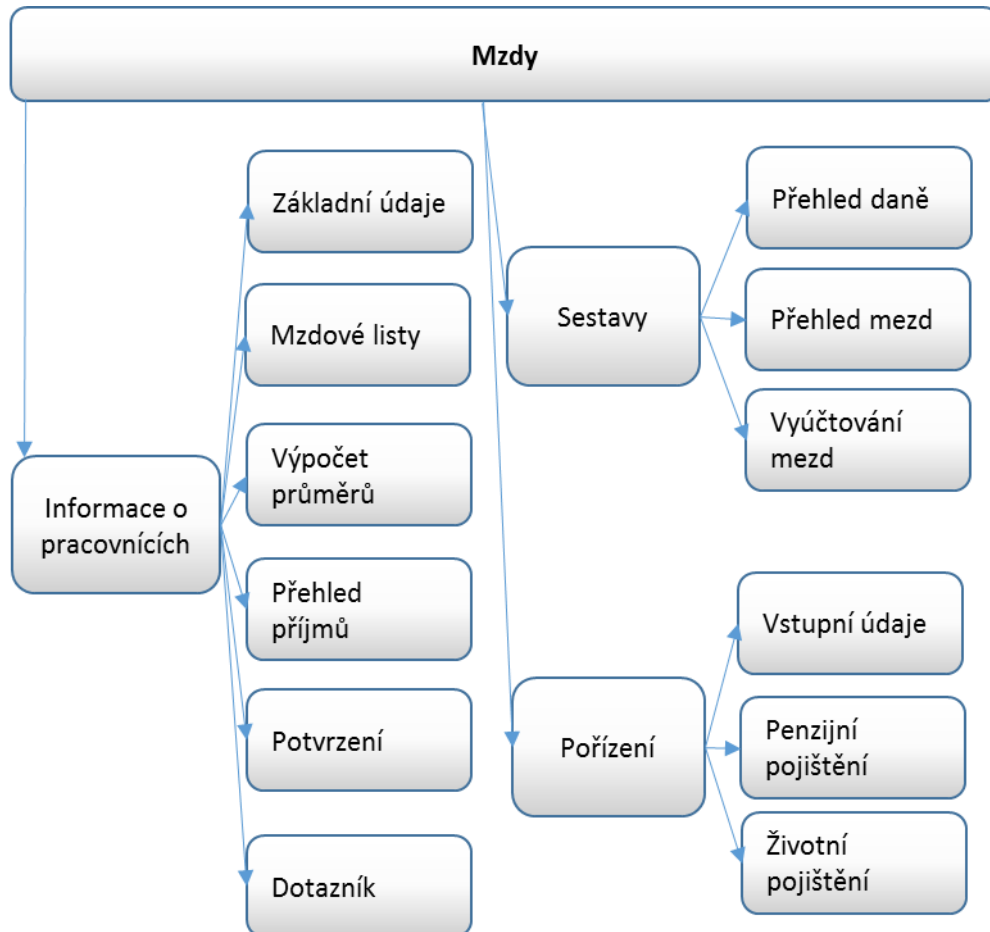 Mzdy
Informace o
pracovnících
Základní údaje
Mzdové listy
Výpočet
průměrů
Přehled
příjmů
Potvrzení
Dotazník
Sestavy
Přehled daně
Přehled mezd
Vyúčtování
mezd
Pořízení
Vstupní údaje
Penzijní
pojištění
Životní
pojištění